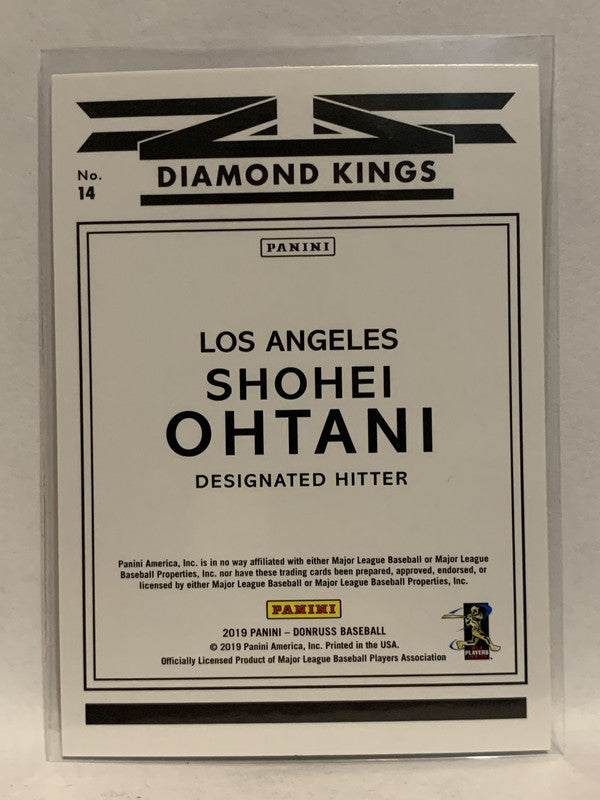 No.
14
DIAMOND KINGS
PANINI
LOS ANGELES
SHOHEI
OHTANI
DESIGNATED HITTER
Panini America, Inc. is in no way affiliated with either Major League Baseball or Major League
Baseball Properties, Inc. nor have these trading cards been prepared, approved, endorsed, or
licensed by either Major League Baseball or Major League Baseball Properties, Inc.
PANINI
2019 PANINI – DONRUSS BASEBALL
© 2019 Panini America, Inc. Printed in the USA.
Officially Licensed Product of Major League Baseball Players Association
PLAYERS